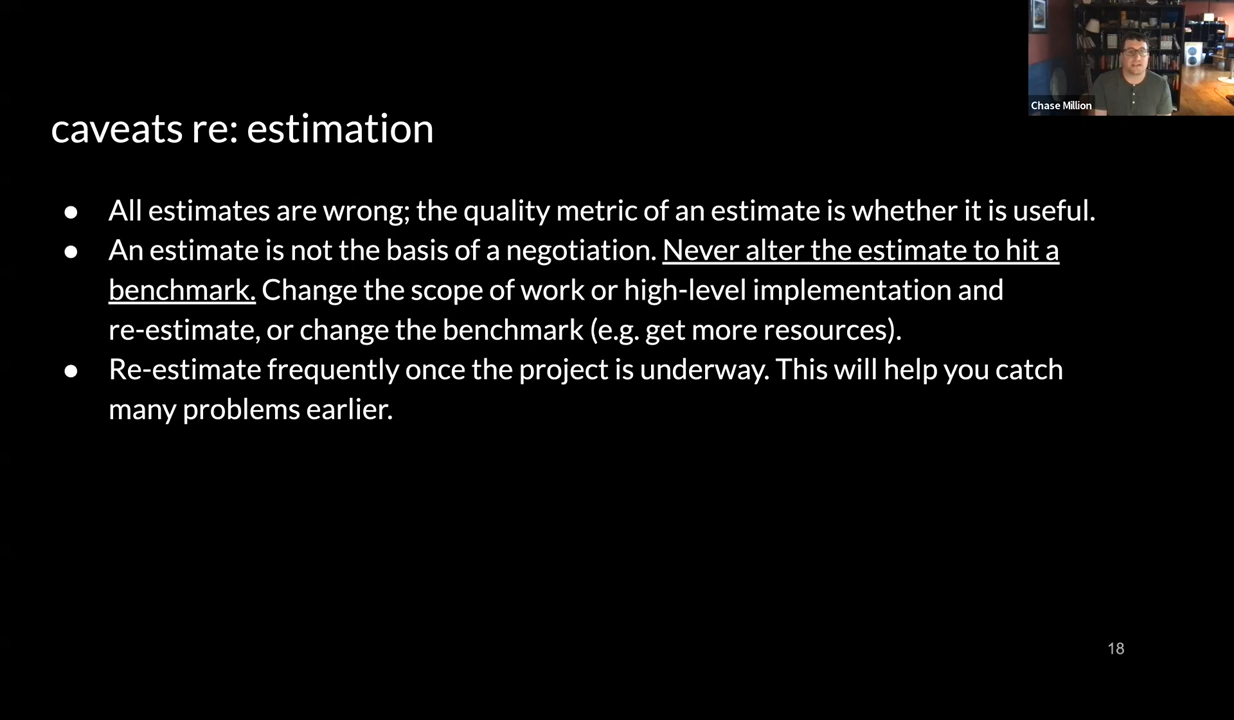 Chase Million
caveats re: estimation
● All estimates are wrong; the quality metric of an estimate is whether it is useful.
● An estimate is not the basis of a negotiation. Never alter the estimate to hit a
benchmark. Change the scope of work or high-level implementation and
re-estimate, or change the benchmark (e.g. get more resources).
● Re-estimate frequently once the project is underway. This will help you catch
many problems earlier.
18